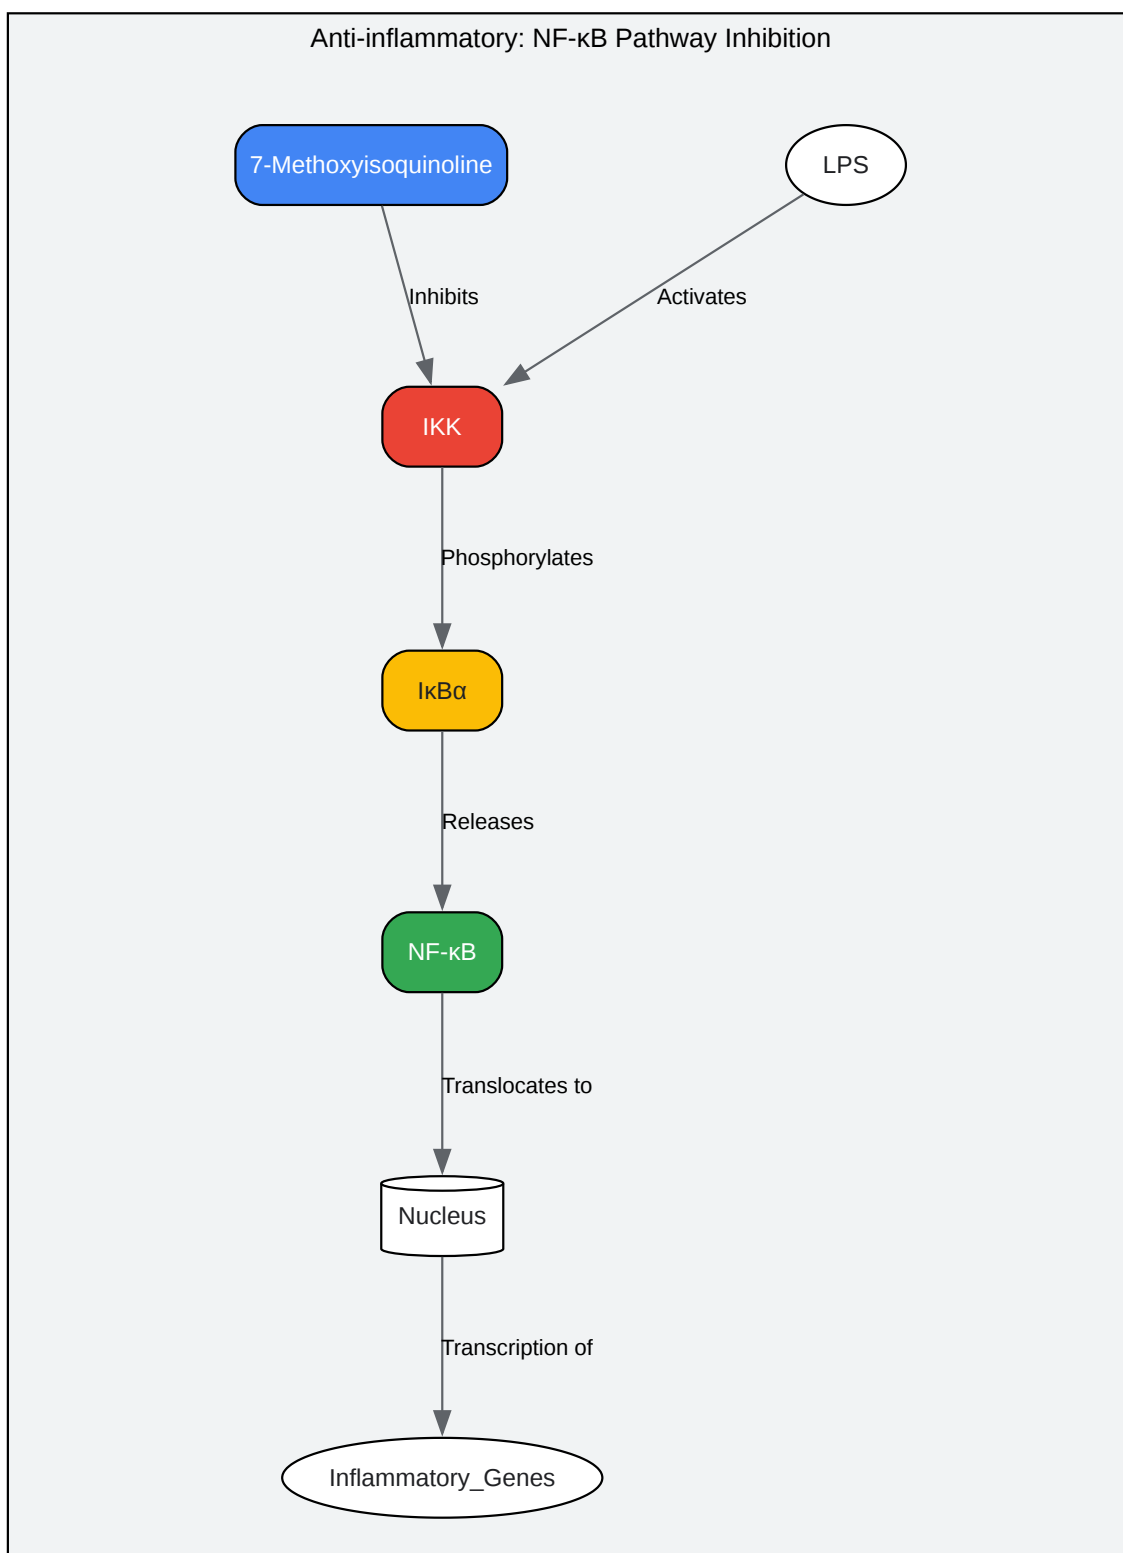 Anti-inflammatory: NF-κB Pathway Inhibition
7-Methoxyisoquinoline
LPS
Inhibits
Activates
IKK
Phosphorylates
IκBα
Releases
NF-κB
Translocates to
Nucleus
Transcription of
Inflammatory_Genes